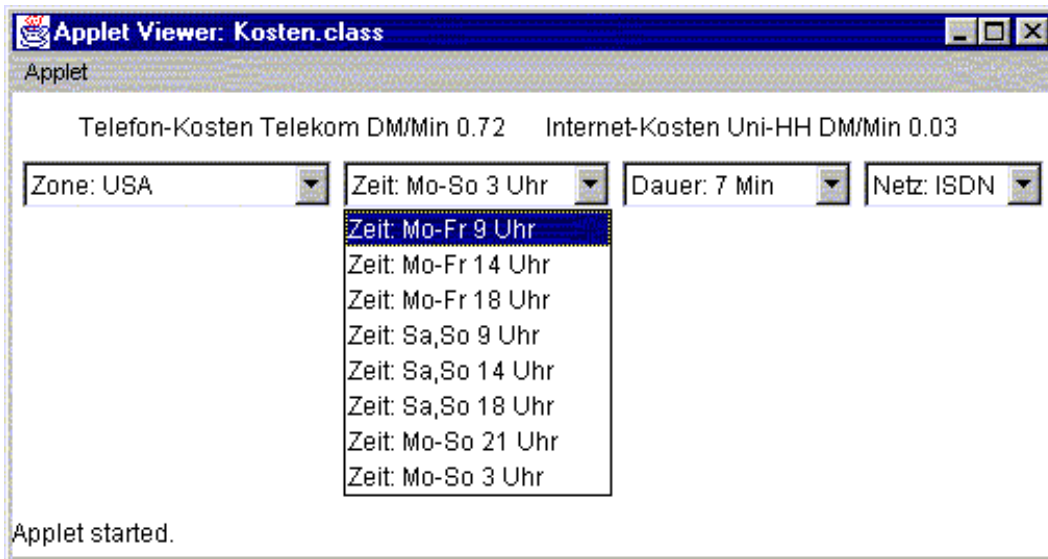 Applet Viewer: Kosten.class
Applet
Telefon-Kosten Telekom DM/Min 0.72 Internet-Kosten Uni-HH DM/Min 0.03
Zone: USA Zeit: Mo-So 3 Uhr Dauer: 7 Min Netz: ISDN
Zeit: Mo-Fr 9 Uhr
Zeit: Mo-Fr 14 Uhr
Zeit: Mo-Fr 18 Uhr
Zeit: Sa,So 9 Uhr
Zeit: Sa,So 14 Uhr
Zeit: Sa,So 18 Uhr
Zeit: Mo-So 21 Uhr
Zeit: Mo-So 3 Uhr
Applet started.